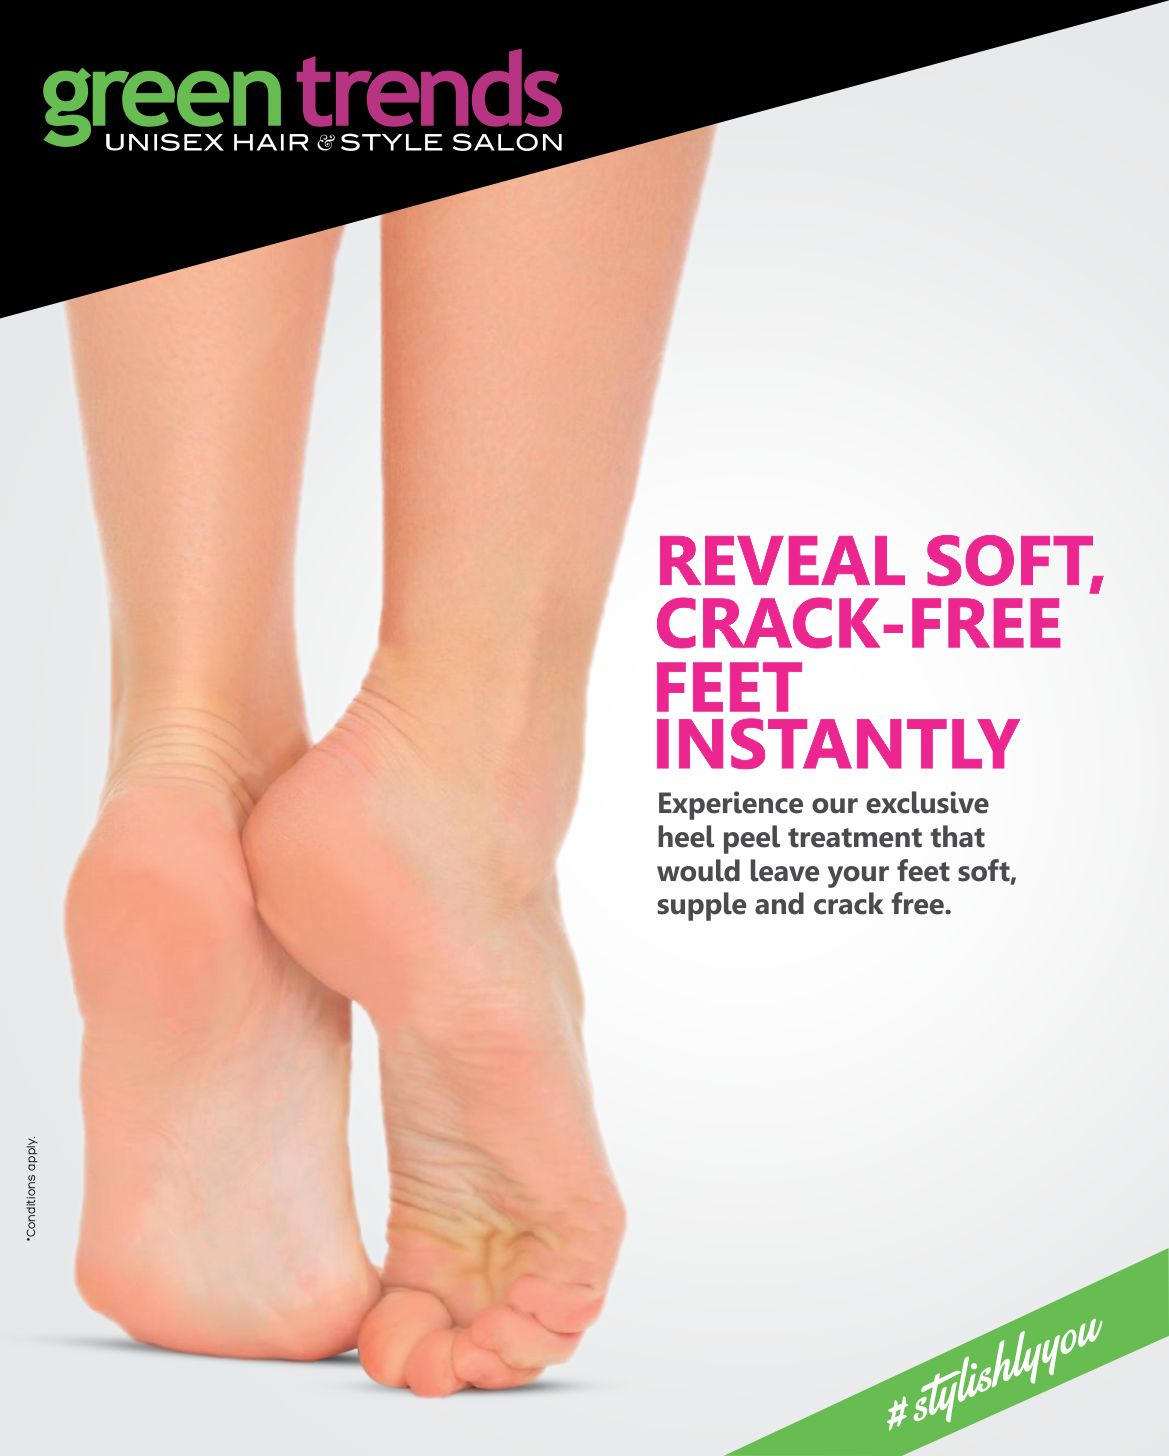 green trends
UNISEX HAIR & STYLE SALON
REVEAL SOFT,
CRACK-FREE
FEET
INSTANTLY
Experience our exclusive
heel peel treatment that
would leave your feet soft,
supple and crack free.
*Conditions apply.
#stylishlyyou